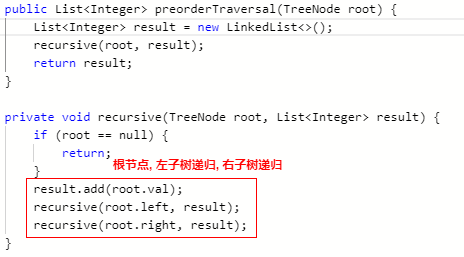 public List<Integer> preorderTraversal(TreeNode root) {
    List<Integer> result = new LinkedList<>();
    recursive(root, result);
    return result;
}
private void recursive(TreeNode root, List<Integer> result) {
    if (root == null) {
        return;
根节点, 左子树递归, 右子树递归
    }
    result.add(root.val);
    recursive(root.left, result);
    recursive(root.right, result);
}